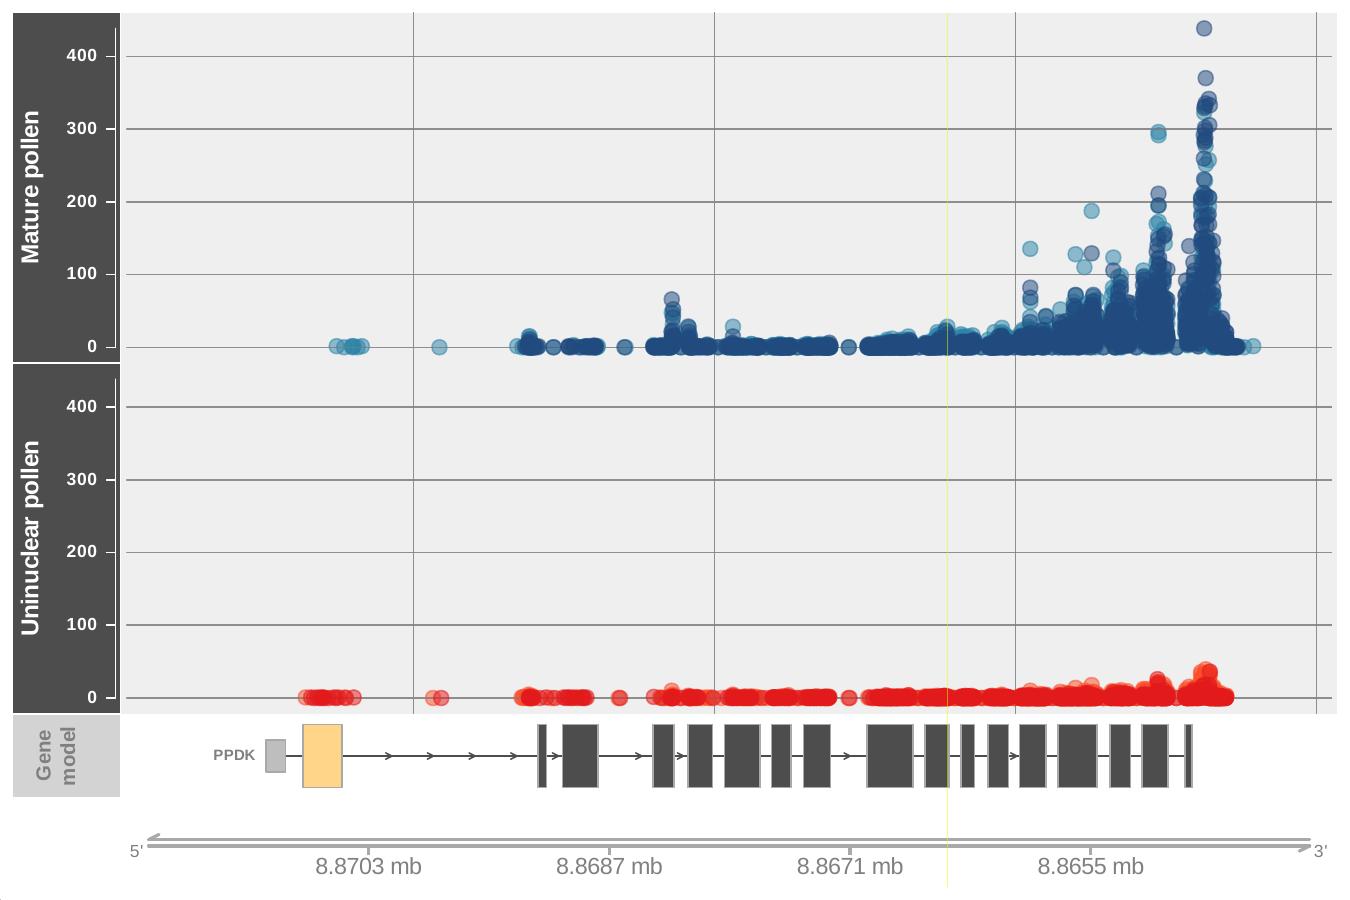 Mature pollen
400
300
200
100
0
Uninuclear pollen
400
300
200
100
0
Gene
model
PPDK
5'
3'
8.8703 mb
8.8687 mb
8.8671 mb
8.8655 mb